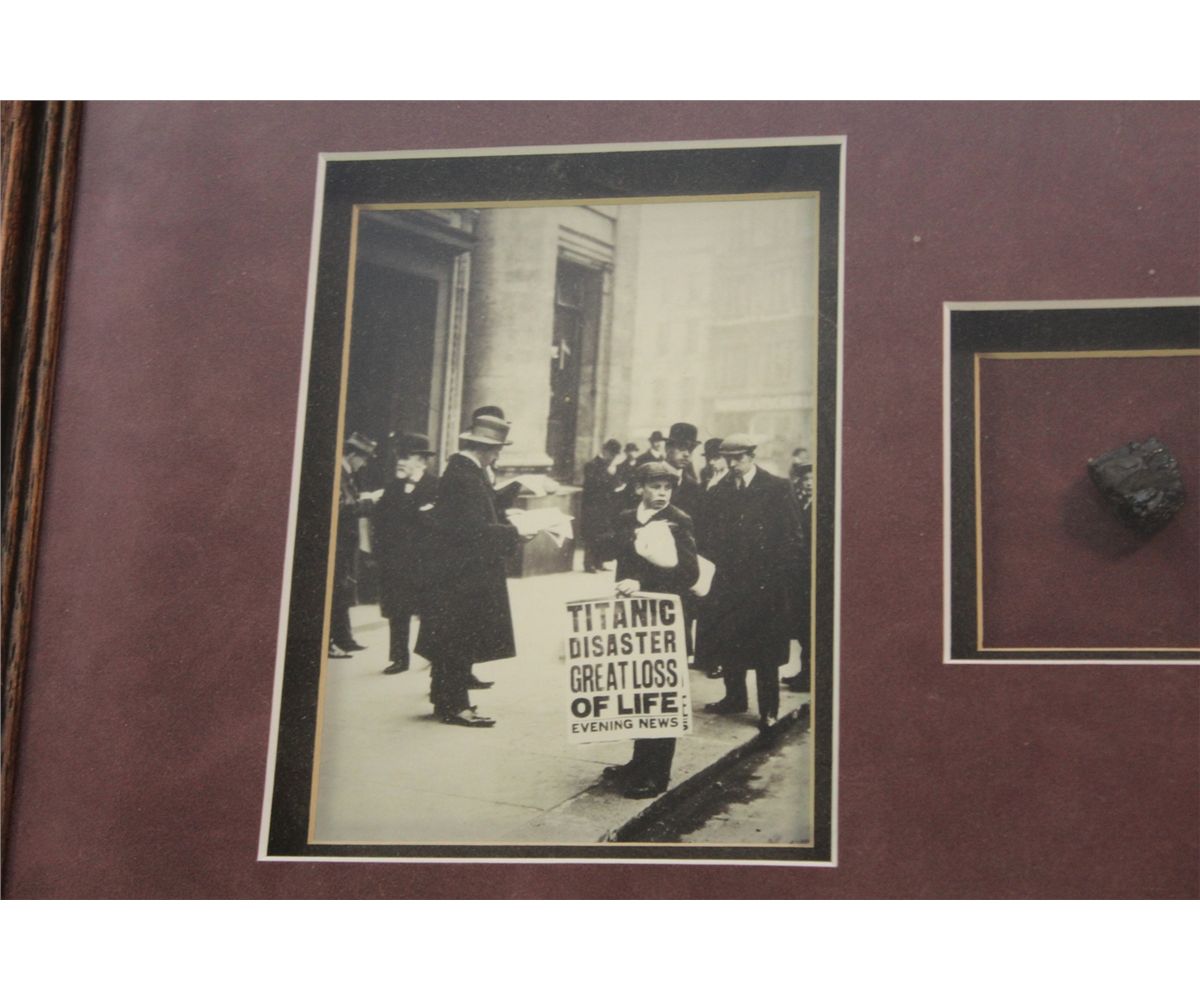 TITANIC
DISASTER
GREAT LOSS
OF LIFE
EVENING NEWS